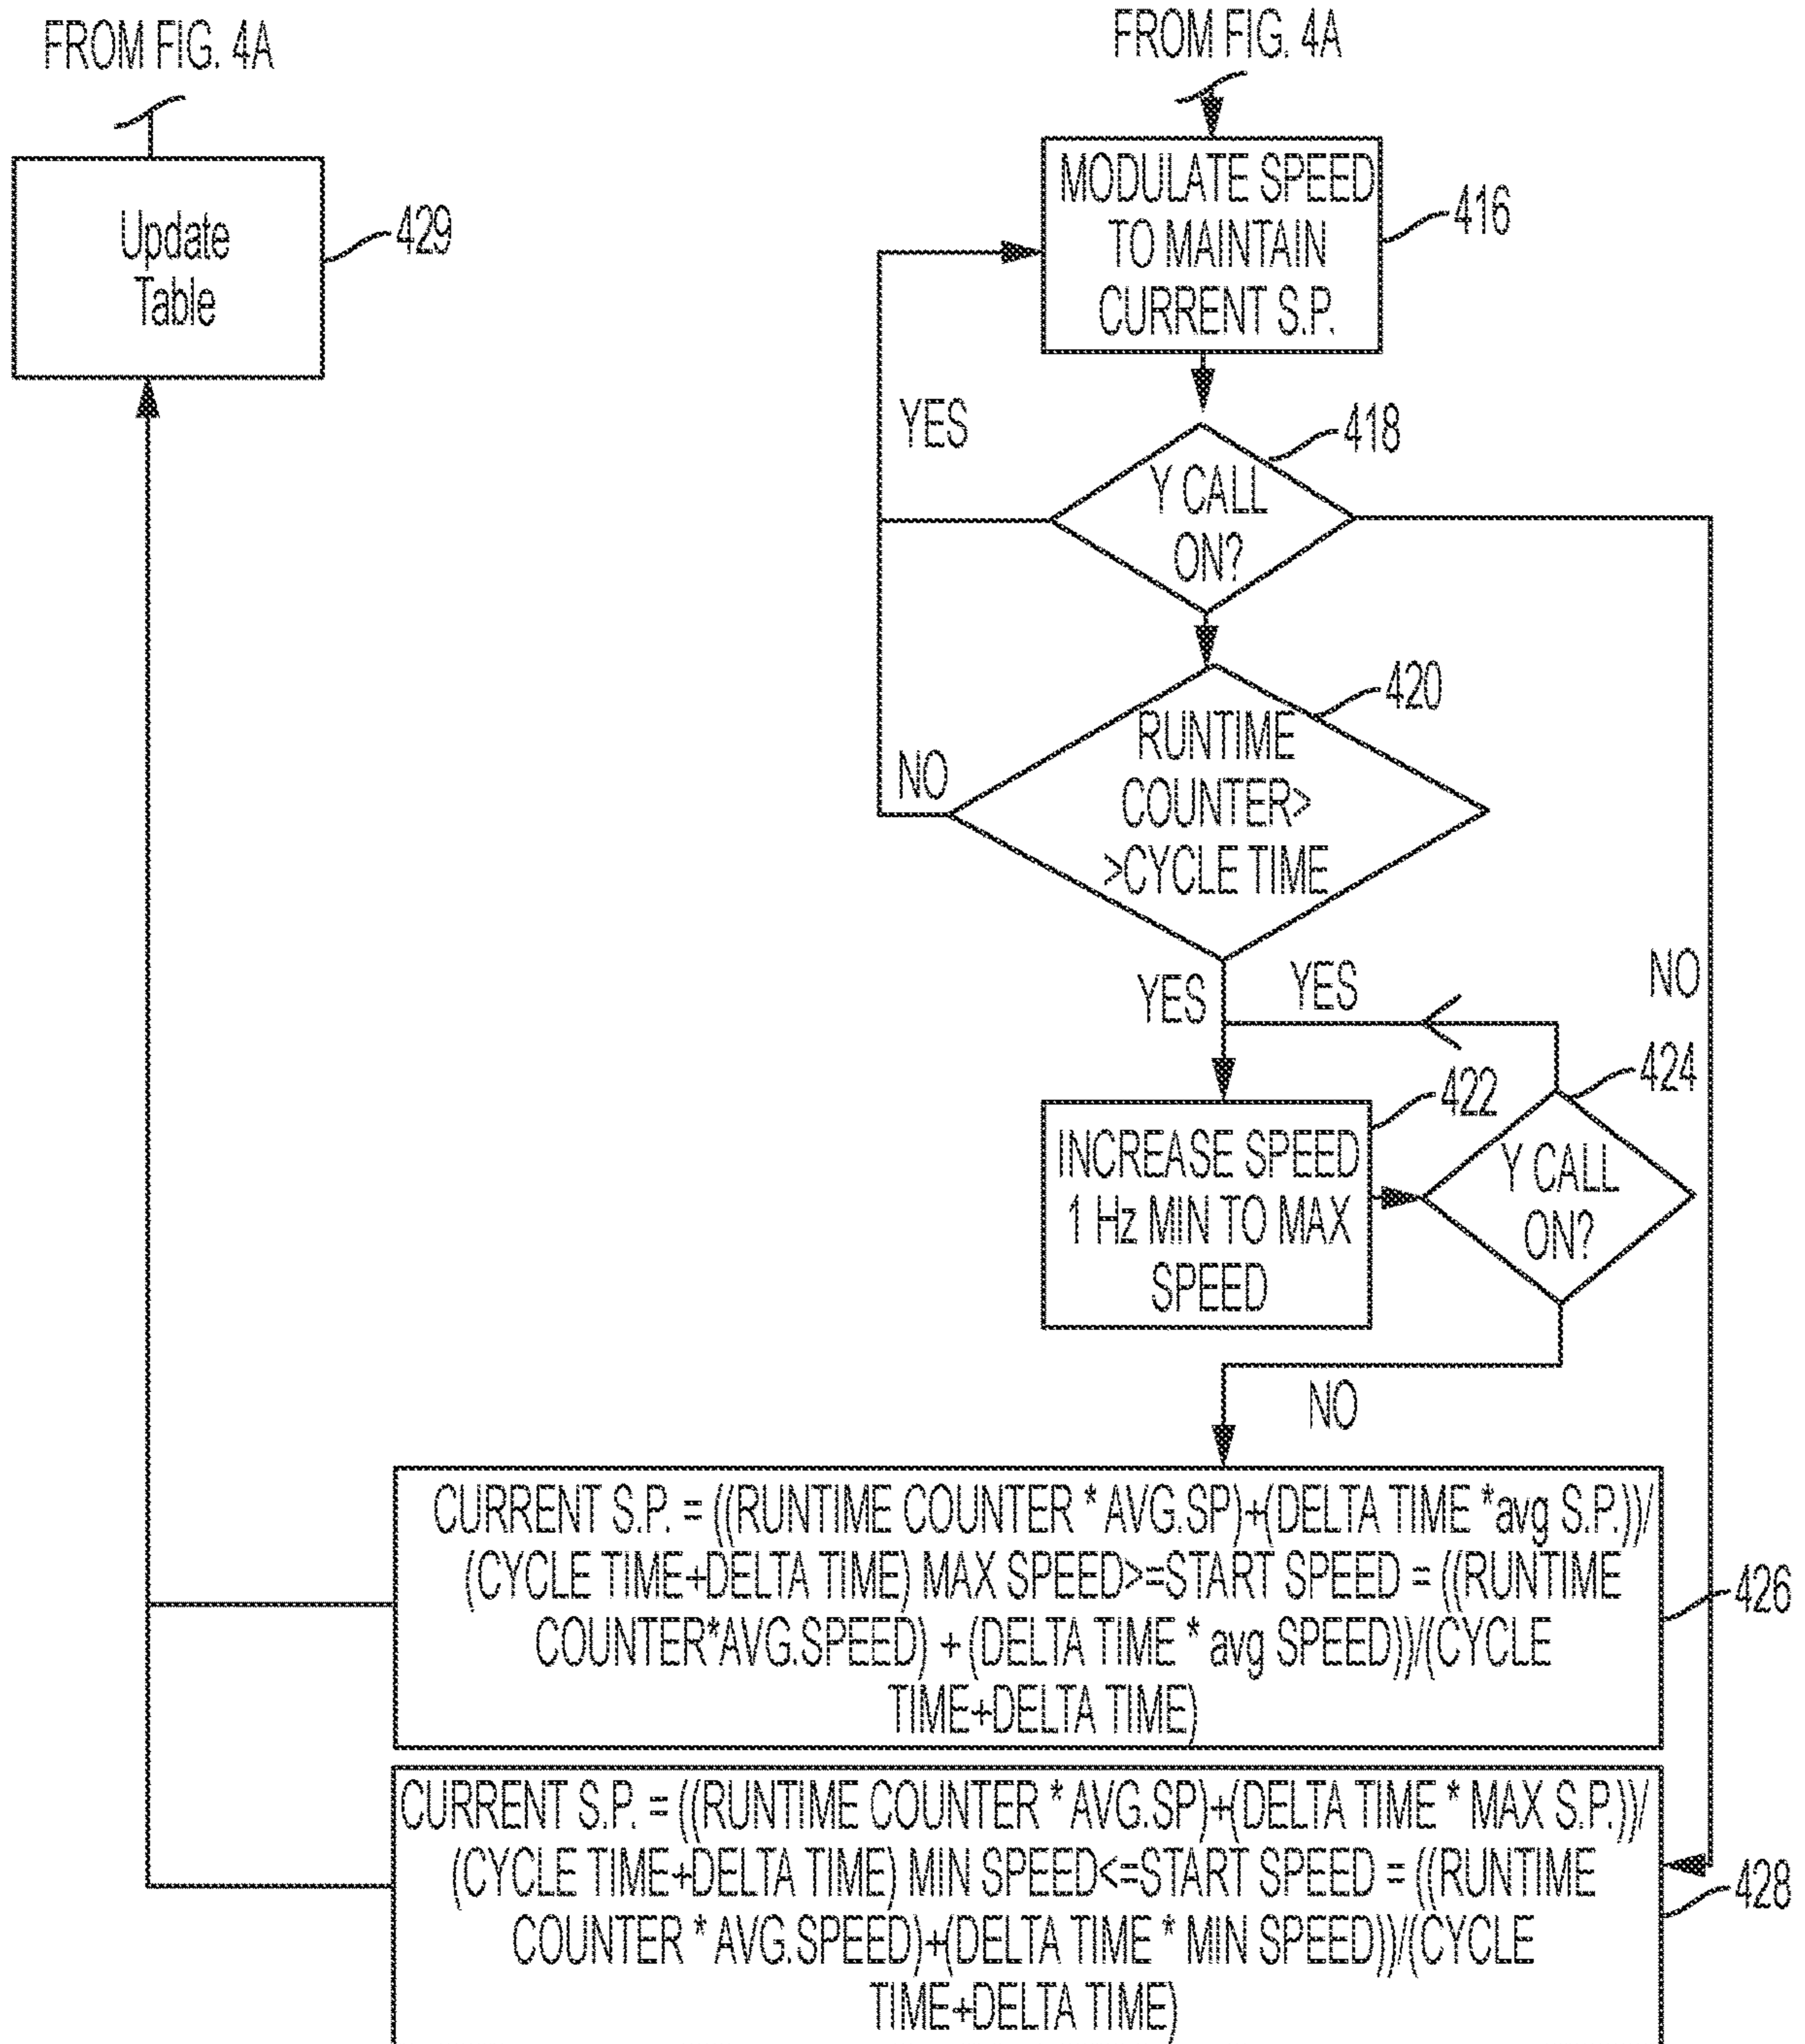 FROM FIG. 4A
Update
Table
429
FROM FIG. 4A
MODULATE SPEED
TO MAINTAIN
CURRENT S.P.
416
YES
418
Y CALL
ON?
420
RUNTIME
COUNTER>
>CYCLE TIME
NO
YES
YES
NO
422
424
INCREASE SPEED
1 Hz MIN TO MAX
SPEED
Y CALL
ON?
NO
CURRENT S.P. = ((RUNTIME COUNTER * AVG.SP)+(DELTA TIME *avg S.P.))/
(CYCLE TIME+DELTA TIME) MAX SPEED>=START SPEED = ((RUNTIME
COUNTER*AVG.SPEED) +(DELTA TIME * avg SPEED))/(CYCLE
TIME+DELTA TIME)
426
CURRENT S.P. = ((RUNTIME COUNTER * AVG.SP)+(DELTA TIME * MAX S.P.))/
(CYCLE TIME+DELTA TIME) MIN SPEED<=START SPEED = ((RUNTIME
COUNTER * AVG.SPEED)+(DELTA TIME * MIN SPEED))/(CYCLE
TIME+DELTA TIME)
428